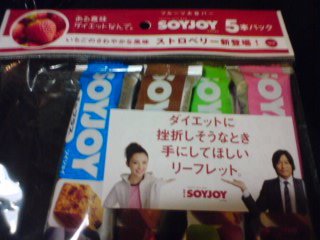 ある意味
ダイエットなんて。
フルーツ大豆バー
SOYJOY 5本パック
いちごのさわやかな風味 ストロベリー新登場!
SOYJOY
SOYJOY
ダイエットに
挫折しそうなとき
手にしてほしい
リーフレット。
SOYJOY